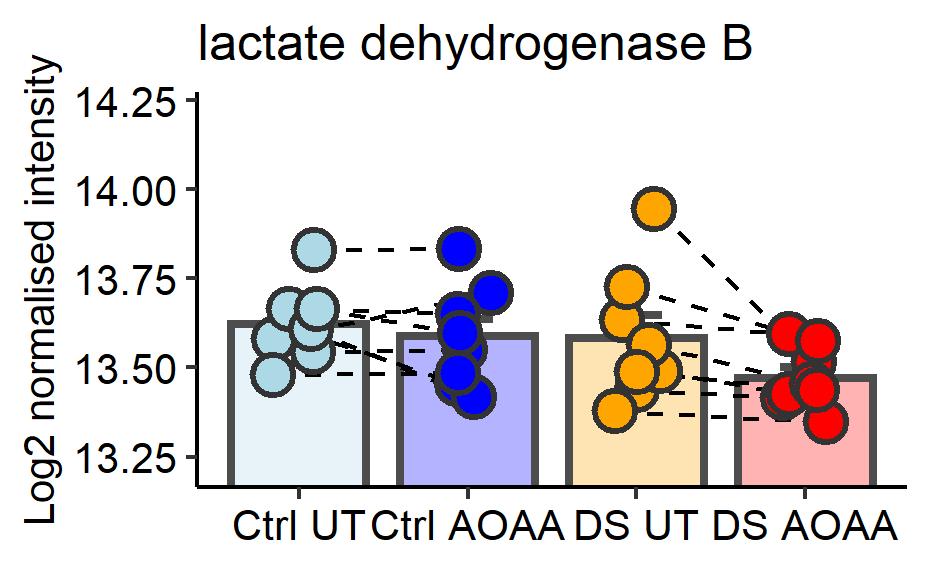 lactate dehydrogenase B
Log2 normalised intensity
14.25
14.00
13.75
13.50
13.25
Ctrl UT Ctrl AOAA DS UT DS AOAA